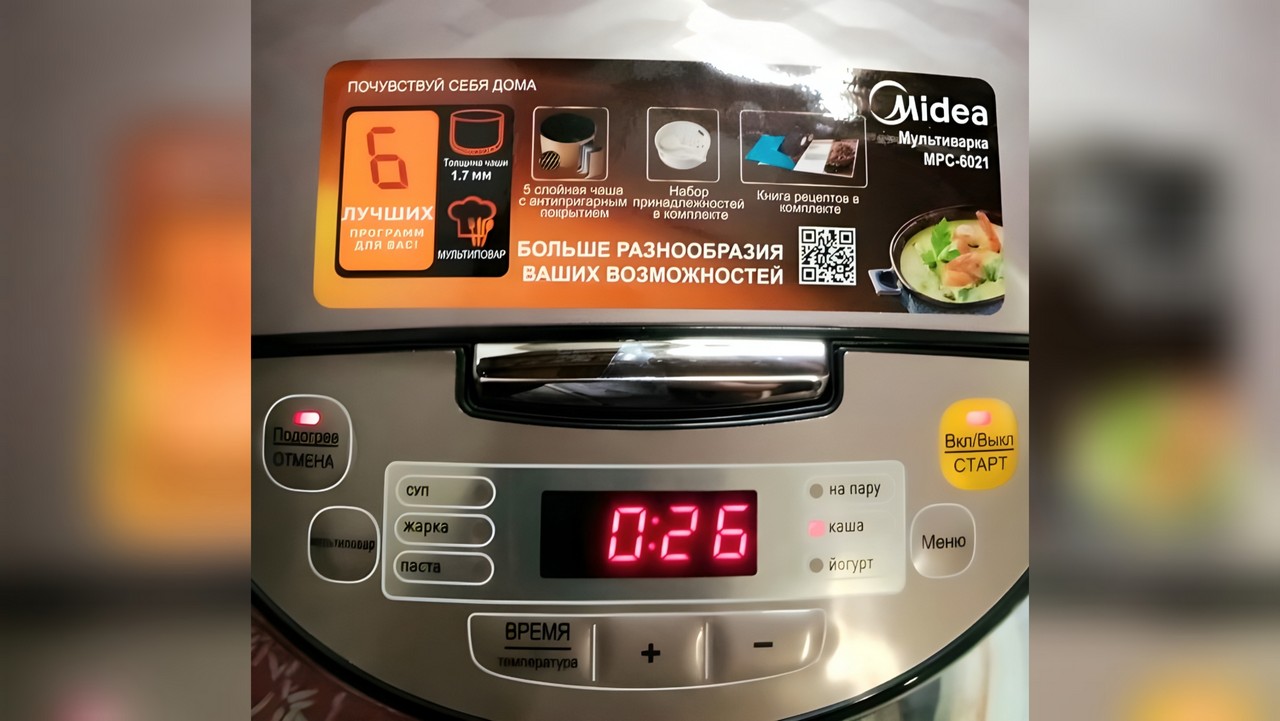 ПОЧУВСТВУЙ СЕБЯ ДОМА
6
ЛУЧШИХ
ПРОГРАММ
ДЛЯ ВАС!
Толщина чаши
1.7 мм
МУЛЬТИПОВАР
5 слойная чаша
с антипригарным
покрытием
Набор
принадлежностей
в комплекте
Книга рецептов в
комплекте
Midea
Мультиварка
MPC-6021
БОЛЬШЕ РАЗНООБРАЗИЯ
ВАШИХ ВОЗМОЖНОСТЕЙ
Подогрев
ОТМЕНА
мультиповар
суп
жарка
паста
0:26
на пару
каша
йогурт
Вкл/Выкл
СТАРТ
Меню
ВРЕМЯ
температура
+
−